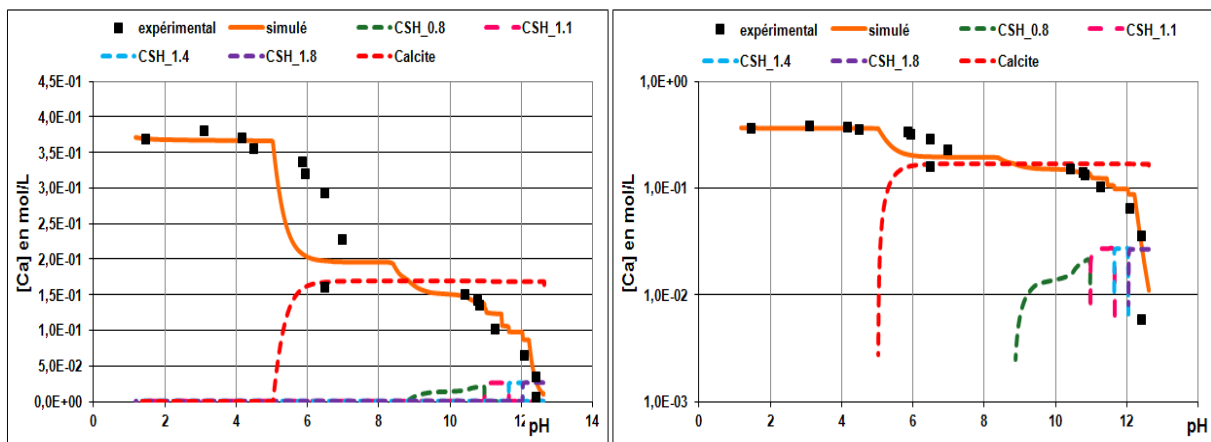 expérimental simulé CSH_0.8 CSH_1.1
CSH_1.4 CSH_1.8 Calcite
4,5E-01
4,0E-01
3,5E-01
3,0E-01
2,5E-01
2,0E-01
1,5E-01
1,0E-01
5,0E-02
0,0E+00
[Ca] en mol/L
0 2 4 6 8 10 12 14
pH
expérimental simulé CSH_0.8 CSH_1.1
CSH_1.4 CSH_1.8 Calcite
1,0E+00
1,0E-01
1,0E-02
1,0E-03
[Ca] en mol/L
0 2 4 6 8 10 12
pH